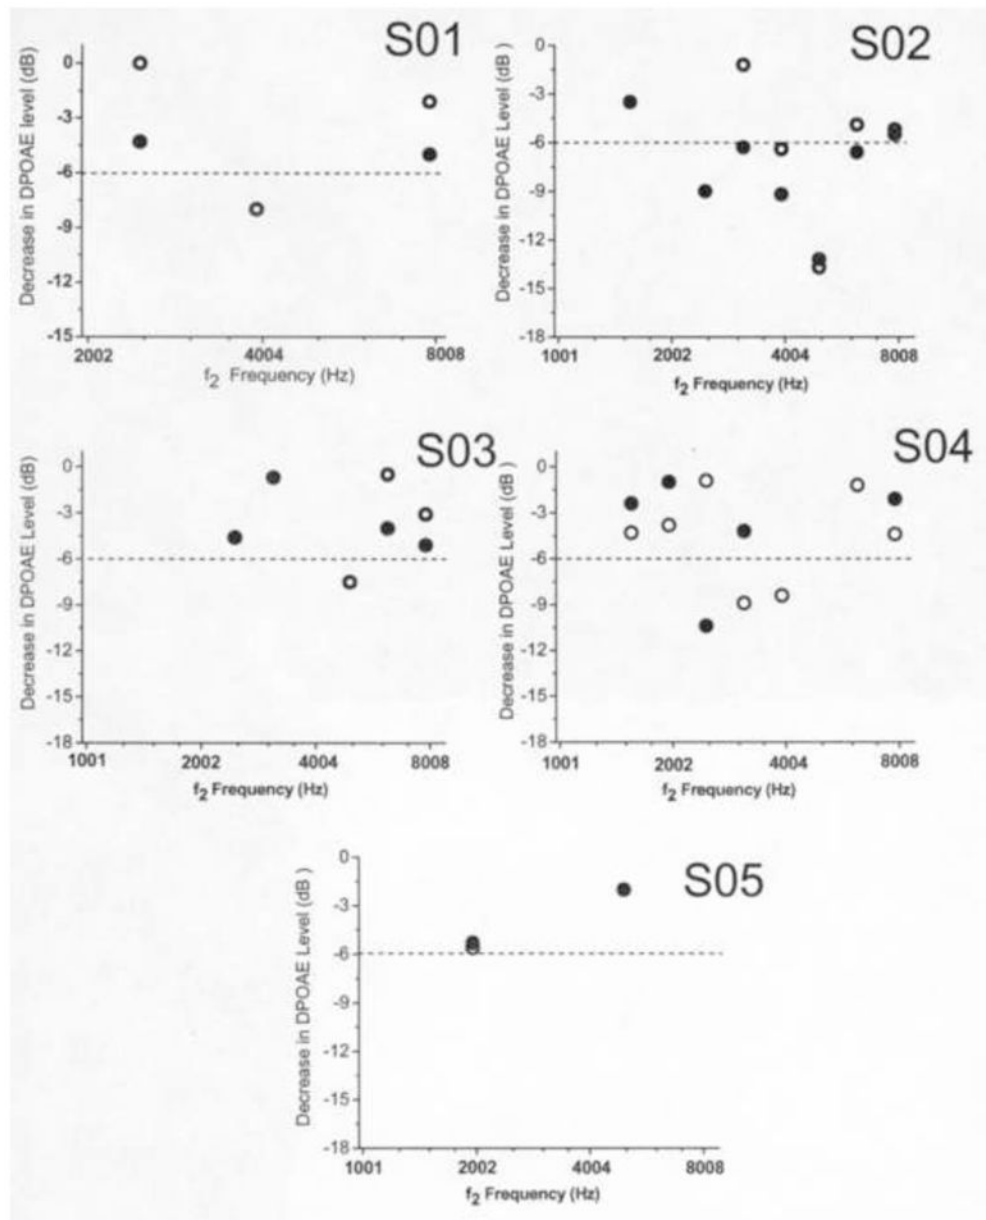 S01
Decrease in DPOAE level (dB)
0
-3
-6
-9
-12
-15
2002 4004 8008
f2 Frequency (Hz)
S02
Decrease in DPOAE Level (dB )
0
-3
-6
-9
-12
-15
-18
1001 2002 4004 8008
f2 Frequency (Hz)
S03
Decrease in DPOAE Level (dB)
0
-3
-6
-9
-12
-15
-18
1001 2002 4004 8008
f2 Frequency (Hz)
S04
Decrease in DPOAE Level (dB )
0
-3
-6
-9
-12
-15
-18
1001 2002 4004 8008
f2 Frequency (Hz)
S05
Decrease in DPOAE Level (dB )
0
-3
-6
-9
-12
-15
-18
1001 2002 4004 8008
f2 Frequency (Hz)